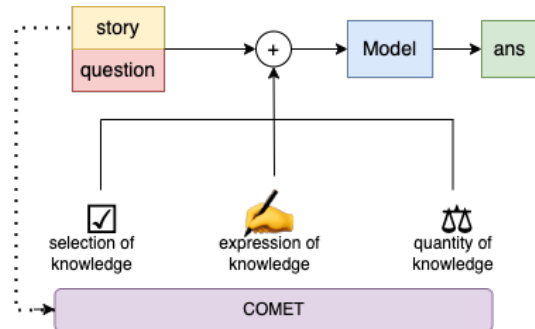 story
question
+
Model
ans
selection of
knowledge
expression of
knowledge
quantity of
knowledge
COMET